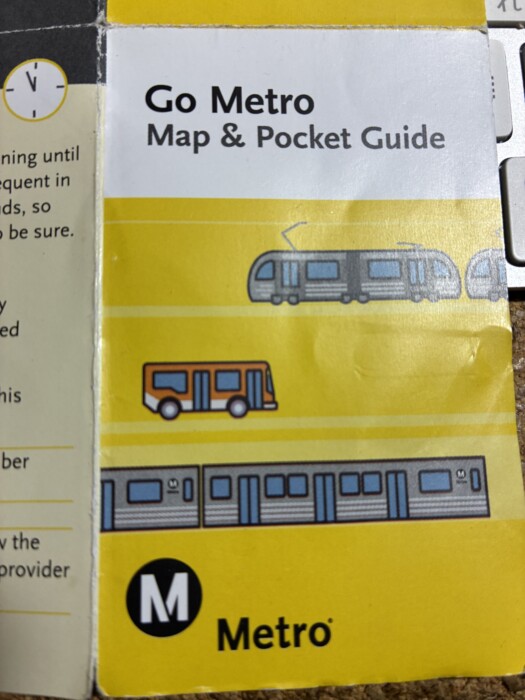 Go Metro
Map & Pocket Guide
ning until
equent in
ds, so
be sure.
y
ed
his
ber
w the
provider
M
Metro